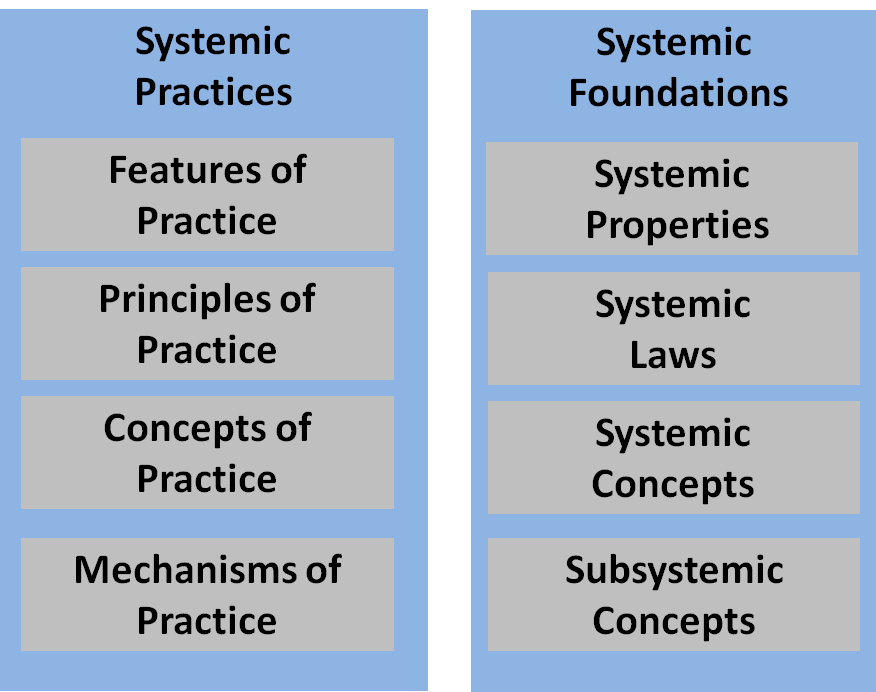 Systemic
Practices
Features of
Practice
Principles of
Practice
Concepts of
Practice
Mechanisms of
Practice
Systemic
Foundations
Systemic
Properties
Systemic
Laws
Systemic
Concepts
Subsystemic
Concepts